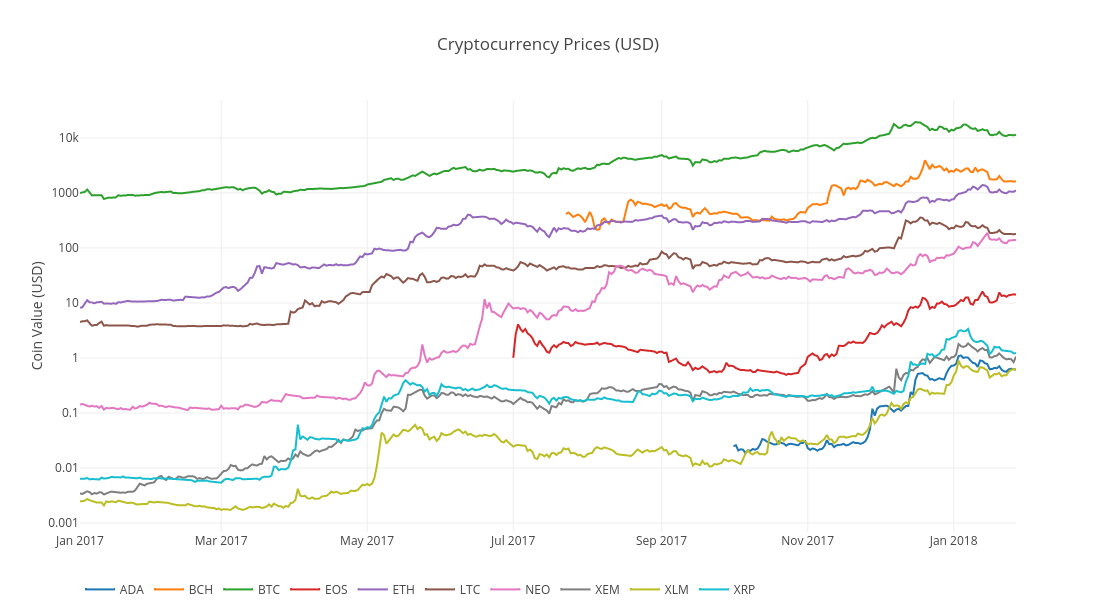 Cryptocurrency Prices (USD)
Coin Value (USD)
10k
1000
100
10
1
0.1
0.01
0.001
Jan 2017 Mar 2017 May 2017 Jul 2017 Sep 2017 Nov 2017 Jan 2018
ADA BCH BTC EOS ETH LTC NEO XEM XLM XRP